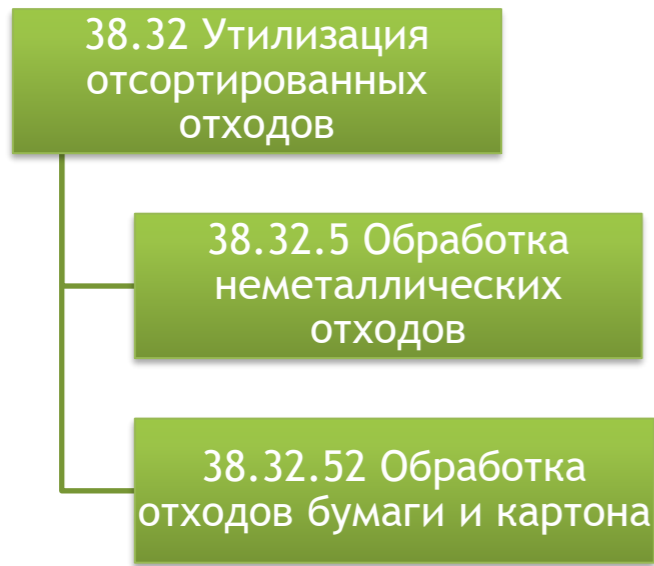 38.32 Утилизация
отсортированных
отходов
38.32.5 Обработка
неметаллических
отходов
38.32.52 Обработка
отходов бумаги и картона